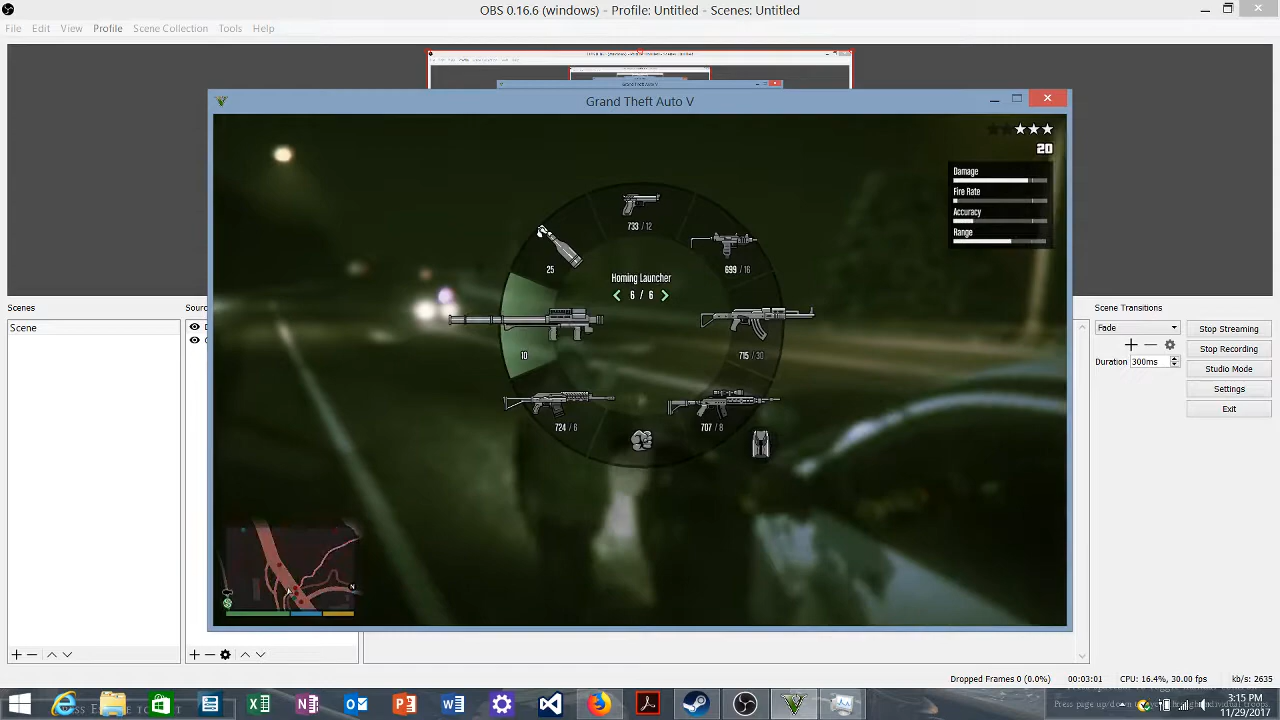 OBS 0.16.6 (windows) - Profile: Untitled - Scenes: Untitled
File Edit View Profile Scene Collection Tools Help
Grand Theft Auto V
Grand Theft Auto V
20
Damage
Fire Rate
Accuracy
Range
733 / 12
25
699 / 16
Homing Launcher
6 / 6
10
715 / 30
724 / 6
707 / 8
N
Scenes
Scene
Sour
Scene Transitions
Fade
Duration 300ms
Stop Streaming
Stop Recording
Studio Mode
Settings
Exit
Dropped Frames 0 (0.0%) 00:03:01 CPU: 16.4%, 30.00 fps kb/s: 2635
3:15 PM
11/29/2017